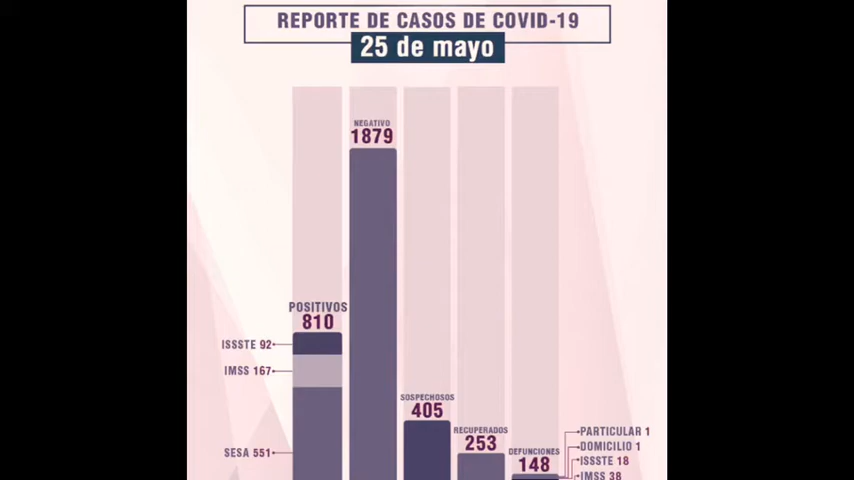 REPORTE DE CASOS DE COVID-19
25 de mayo
NEGATIVO
1879
POSITIVOS
810
ISSSTE 92
IMSS 167
SESA 551
SOSPECHOSOS
405
RECUPERADOS
253
DEFUNCIONES
148
PARTICULAR 1
DOMICILIO 1
ISSSTE 18
IMSS 38